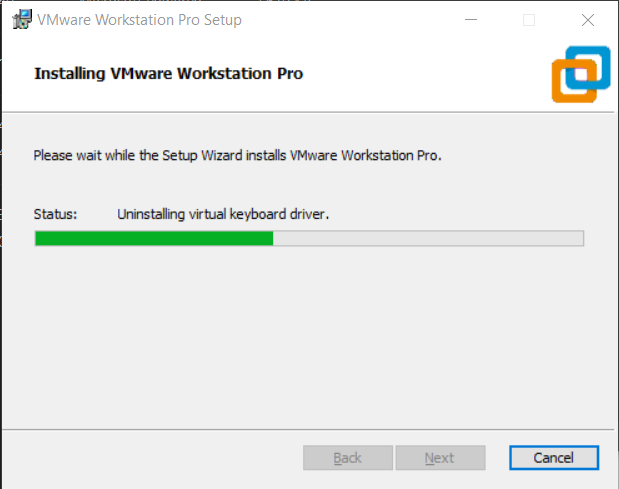 VMware Workstation Pro Setup
Installing VMware Workstation Pro
Please wait while the Setup Wizard installs VMware Workstation Pro.
Status: Uninstalling virtual keyboard driver.
Back Next Cancel